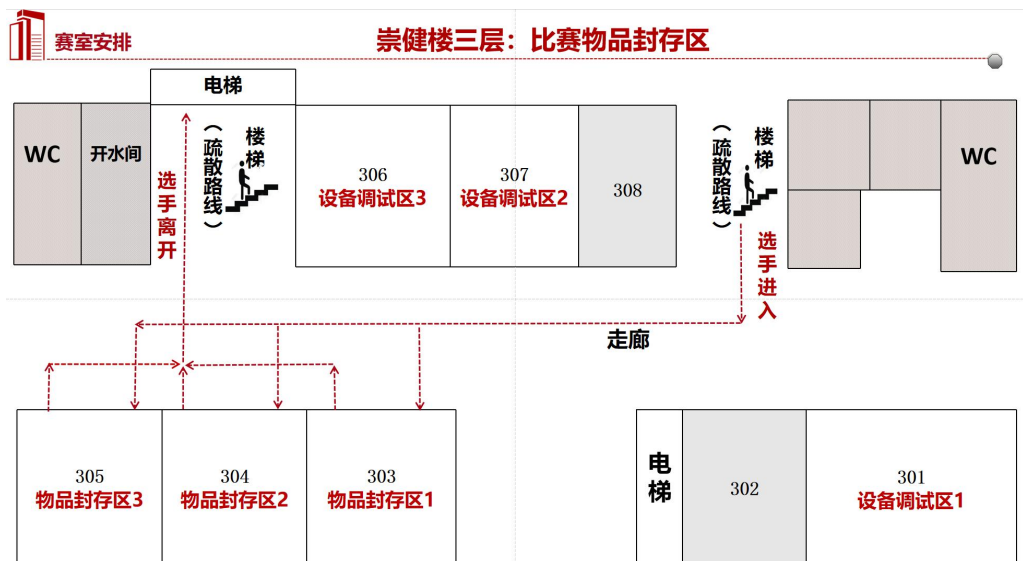 赛室安排
崇健楼三层：比赛物品封存区
电梯
WC
开水间
选手离开
（疏散路线）
楼梯
306
设备调试区3
307
设备调试区2
308
（疏散路线）
楼梯
选手进入
WC
走廊
305
物品封存区3
304
物品封存区2
303
物品封存区1
电梯
302
301
设备调试区1